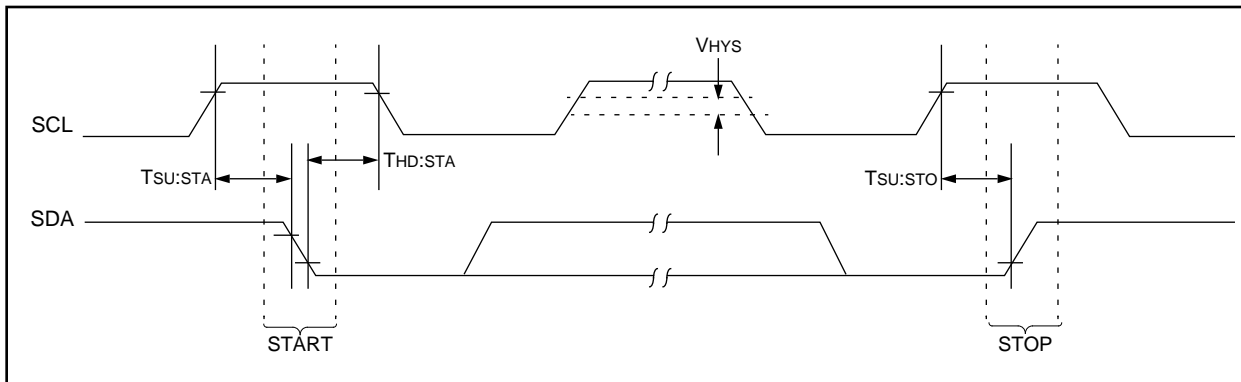 VHYS
SCL
THD:STA
TSU:STA
TSU:STO
SDA
START
STOP